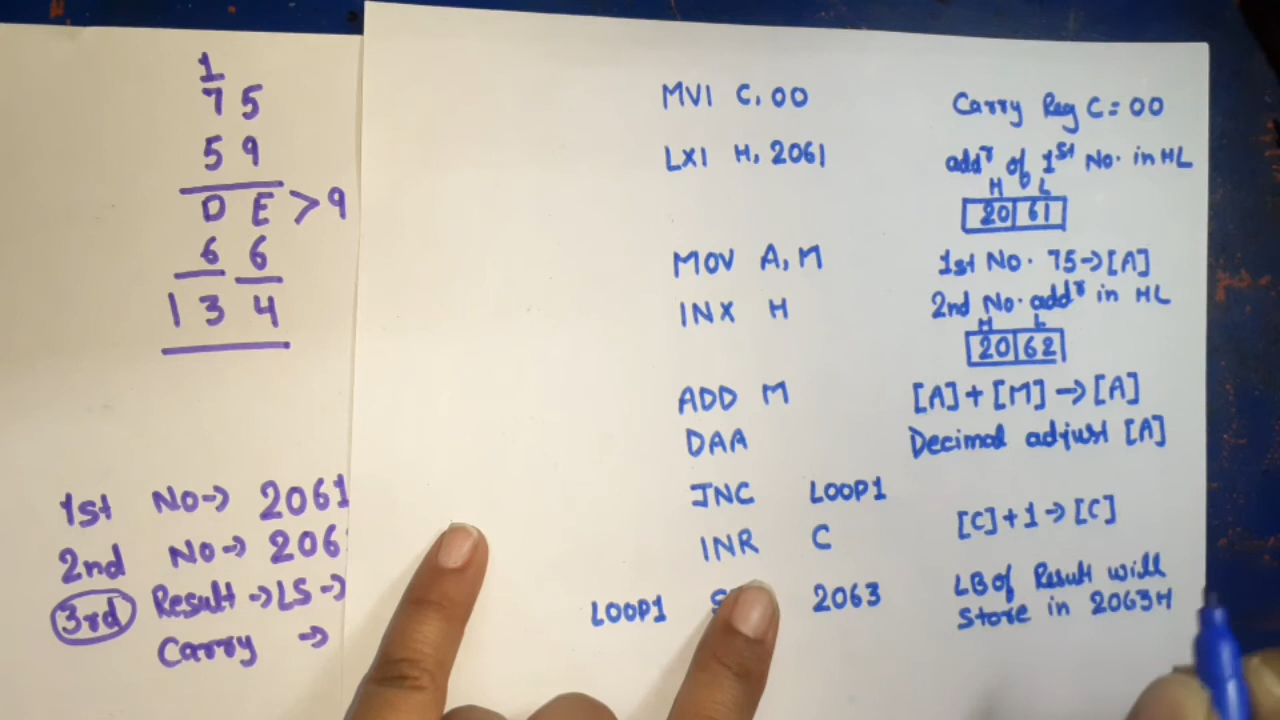 1
7 5
5 9
D E > 9
6 6
1 3 4
1st No → 2061
2nd No → 206
3rd Result → LS →
Carry →
MVI C, 00 Carry Reg C = 00
LXI H, 2061 addr of 1st No. in HL
H L
20 61
MOV A, M 1st No. 75 → [A]
INX H 2nd No. addr in HL
H L
20 62
ADD M [A] + [M] → [A]
DAA Decimal adjust [A]
JNC LOOP1
INR C [C] + 1 → [C]
LOOP1 2063 LB of Result will
store in 2063H